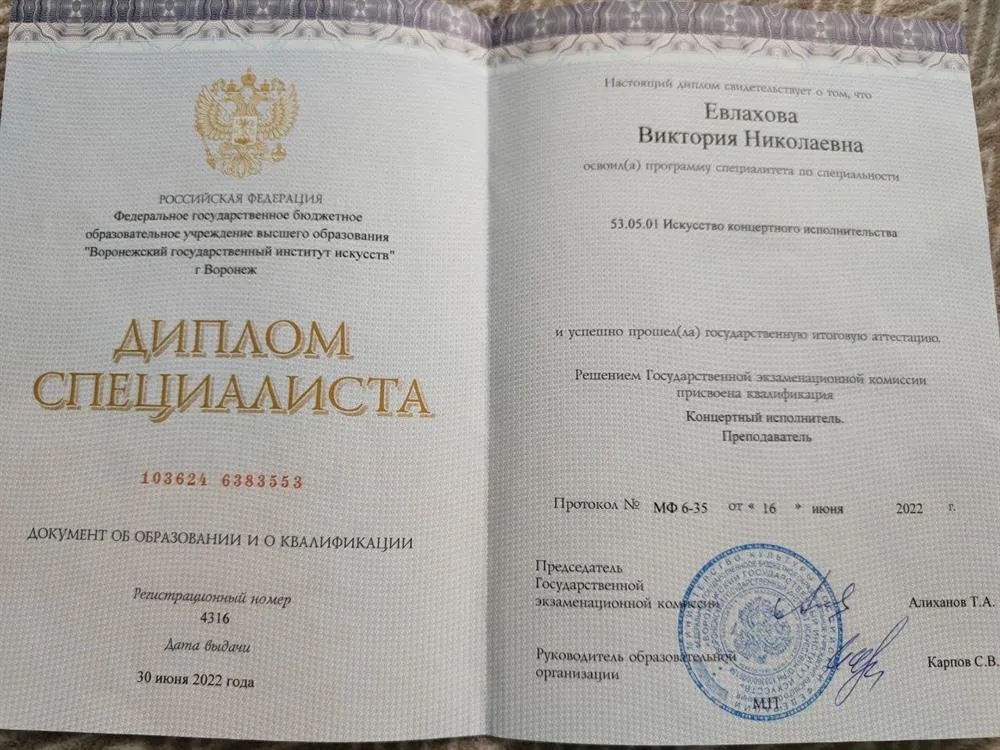 РОССИЙСКАЯ ФЕДЕРАЦИЯ
Федеральное государственное бюджетное
образовательное учреждение высшего образования
"Воронежский государственный институт искусств"
г Воронеж
ДИПЛОМ
СПЕЦИАЛИСТА
103624 6383553
ДОКУМЕНТ ОБ ОБРАЗОВАНИИ И О КВАЛИФИКАЦИИ
Регистрационный номер
4316
Дата выдачи
30 июня 2022 года
Настоящий диплом свидетельствует о том, что
Евлахова
Виктория Николаевна
освоил(а) программу специалитета по специальности
53.05.01 Искусство концертного исполнительства
и успешно прошел(ла) государственную итоговую аттестацию.
Решением Государственной экзаменационной комиссии
присвоена квалификация
Концертный исполнитель.
Преподаватель
Протокол № МФ 6-35 от « 16 » июня 2022 г.
Председатель
Государственной
экзаменационной комиссии
Алиханов Т.А.
Руководитель образовательной
организации
Карпов С.В.
М.П.